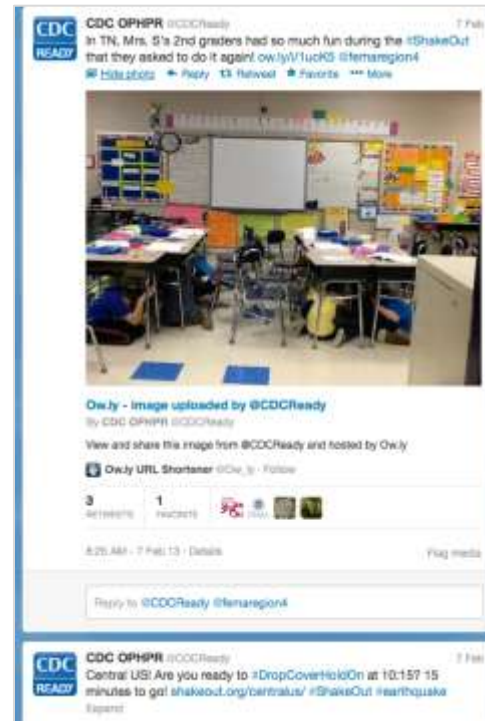 CDC
READY
CDC OPHPR @CDCReady
7 Feb
In TN, Mrs. S's 2nd graders had so much fun during the #ShakeOut
that they asked to do it again! ow.ly/i/1uoK5 @femaregion4
Hide photo Reply Retweet Favorite More
Ow.ly - image uploaded by @CDCReady
By CDC OPHPR @CDCReady
View and share this image from @CDCReady and hosted by Ow.ly
Ow.ly URL Shortener @Ow_ly · Follow
3
RETWEETS
1
FAVORITE
8:25 AM - 7 Feb 13 · Details
Flag media
Reply to @CDCReady @femaregion4
CDC
READY
CDC OPHPR @CDCReady
7 Feb
Central US! Are you ready to #DropCoverHoldOn at 10:15? 15
minutes to go! shakeout.org/centralus/ #ShakeOut #earthquake
Expand